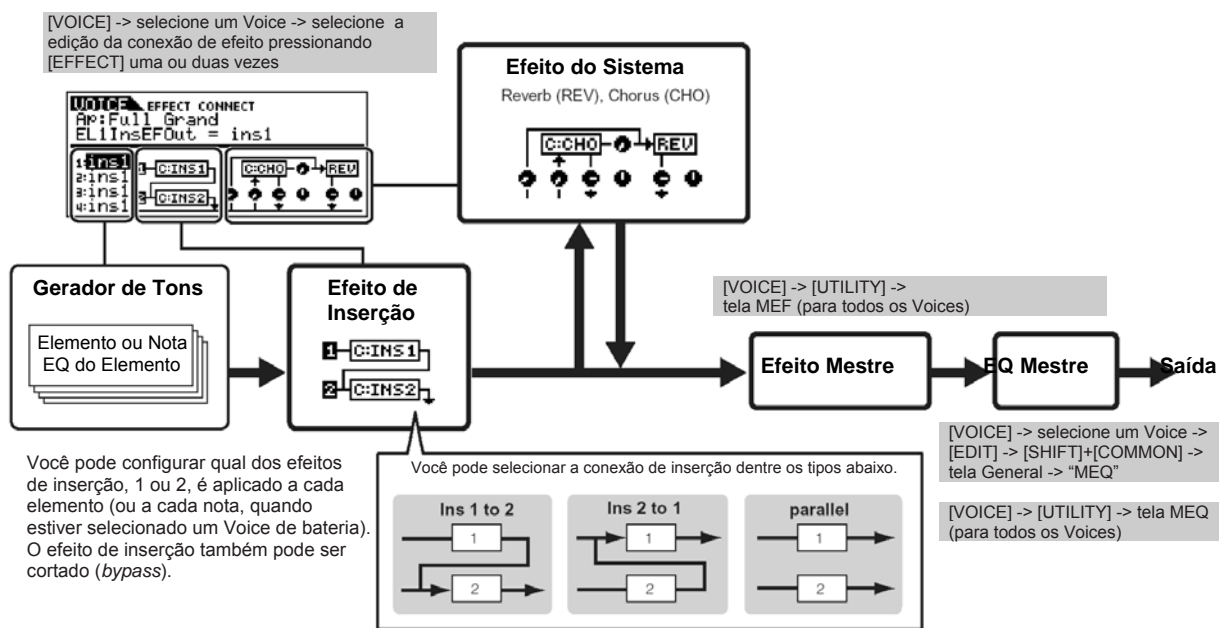 [VOICE] -> selecione um Voice -> selecione a
edição da conexão de efeito pressionando
[EFFECT] uma ou duas vezes
VOICE EFFECT CONNECT
AP:Full Grand
EL1InsEFOut = ins1
1:ins1
2:ins1
3:ins1
4:ins1
1 C:INS1
2 C:INS2
C:CHO REV
Efeito do Sistema
Reverb (REV), Chorus (CHO)
C:CHO REV
Gerador de Tons
Elemento ou Nota
EQ do Elemento
Efeito de
Inserção
1 C:INS1
2 C:INS2
[VOICE] -> [UTILITY] ->
tela MEF (para todos os Voices)
Efeito Mestre
EQ Mestre
Saída
[VOICE] -> selecione um Voice ->
[EDIT] -> [SHIFT]+[COMMON] ->
tela General -> “MEQ”
[VOICE] -> [UTILITY] -> tela MEQ
(para todos os Voices)
Você pode configurar qual dos efeitos
de inserção, 1 ou 2, é aplicado a cada
elemento (ou a cada nota, quando
estiver selecionado um Voice de bateria).
O efeito de inserção também pode ser
cortado (bypass).
Você pode selecionar a conexão de inserção dentre os tipos abaixo.
Ins 1 to 2
1
2
Ins 2 to 1
1
2
parallel
1
2